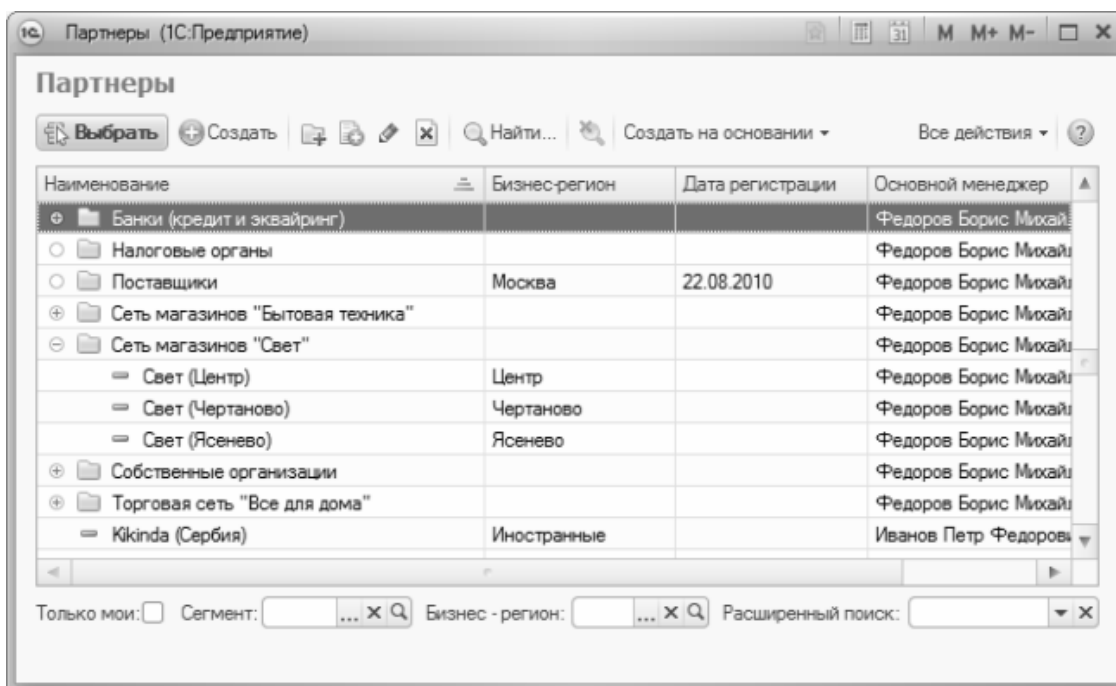 1С Партнеры (1С:Предприятие) 31 M M+ M-
Партнеры
Выбрать Создать Найти... Создать на основании Все действия ?
Наименование Бизнес-регион Дата регистрации Основной менеджер
Банки (кредит и эквайринг) Федоров Борис Михай
Налоговые органы Федоров Борис Михай
Поставщики Москва 22.08.2010 Федоров Борис Михай
Сеть магазинов "Бытовая техника" Федоров Борис Михай
Сеть магазинов "Свет" Федоров Борис Михай
Свет (Центр) Центр Федоров Борис Михай
Свет (Чертаново) Чертаново Федоров Борис Михай
Свет (Ясенево) Ясенево Федоров Борис Михай
Собственные организации Федоров Борис Михай
Торговая сеть "Все для дома" Федоров Борис Михай
Kikinda (Сербия) Иностранные Иванов Петр Федоров
Только мои: Сегмент: ... Бизнес - регион: ... Расширенный поиск: